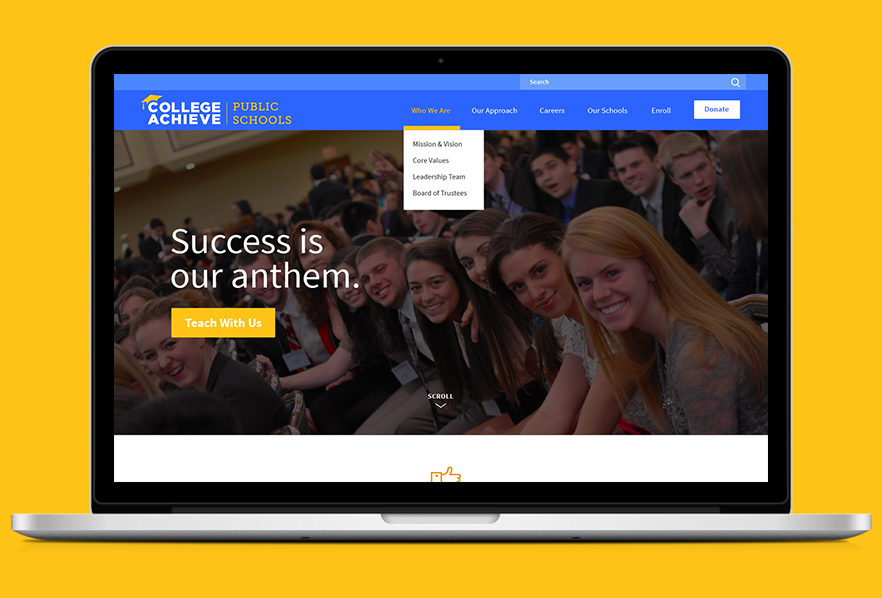 Search
COLLEGE
ACHIEVE
PUBLIC
SCHOOLS
Who We Are
Our Approach
Careers
Our Schools
Enroll
Donate
Mission & Vision
Core Values
Leadership Team
Board of Trustees
Success is
our anthem.
Teach With Us
SCROLL